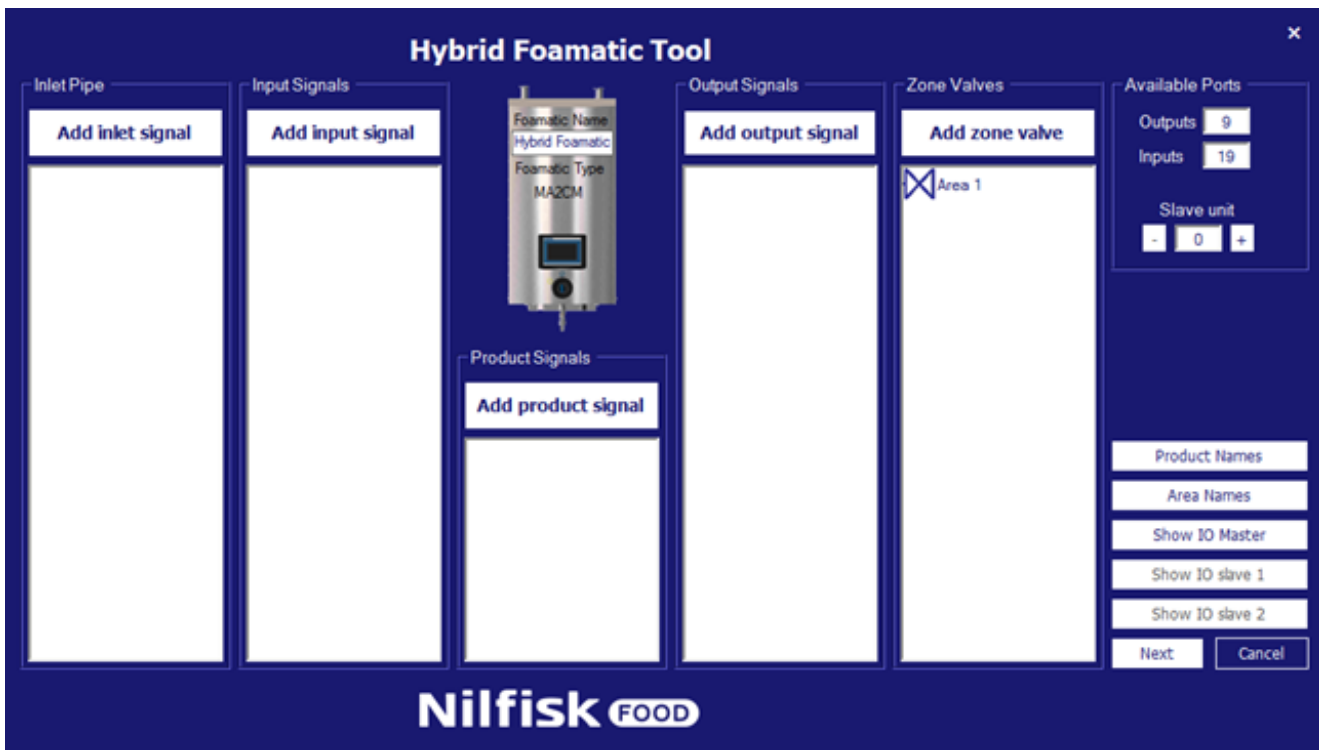 ×
Hybrid Foamatic Tool
Inlet Pipe
Add inlet signal
Input Signals
Add input signal
Foamatic Name
Hybrid Foamatic
Foamatic Type
MA2CM
Product Signals
Add product signal
Output Signals
Add output signal
Zone Valves
Add zone valve
Area 1
Available Ports
Outputs 9
Inputs 19
Slave unit
- 0 +
Product Names
Area Names
Show IO Master
Show IO slave 1
Show IO slave 2
Next Cancel
Nilfisk FOOD